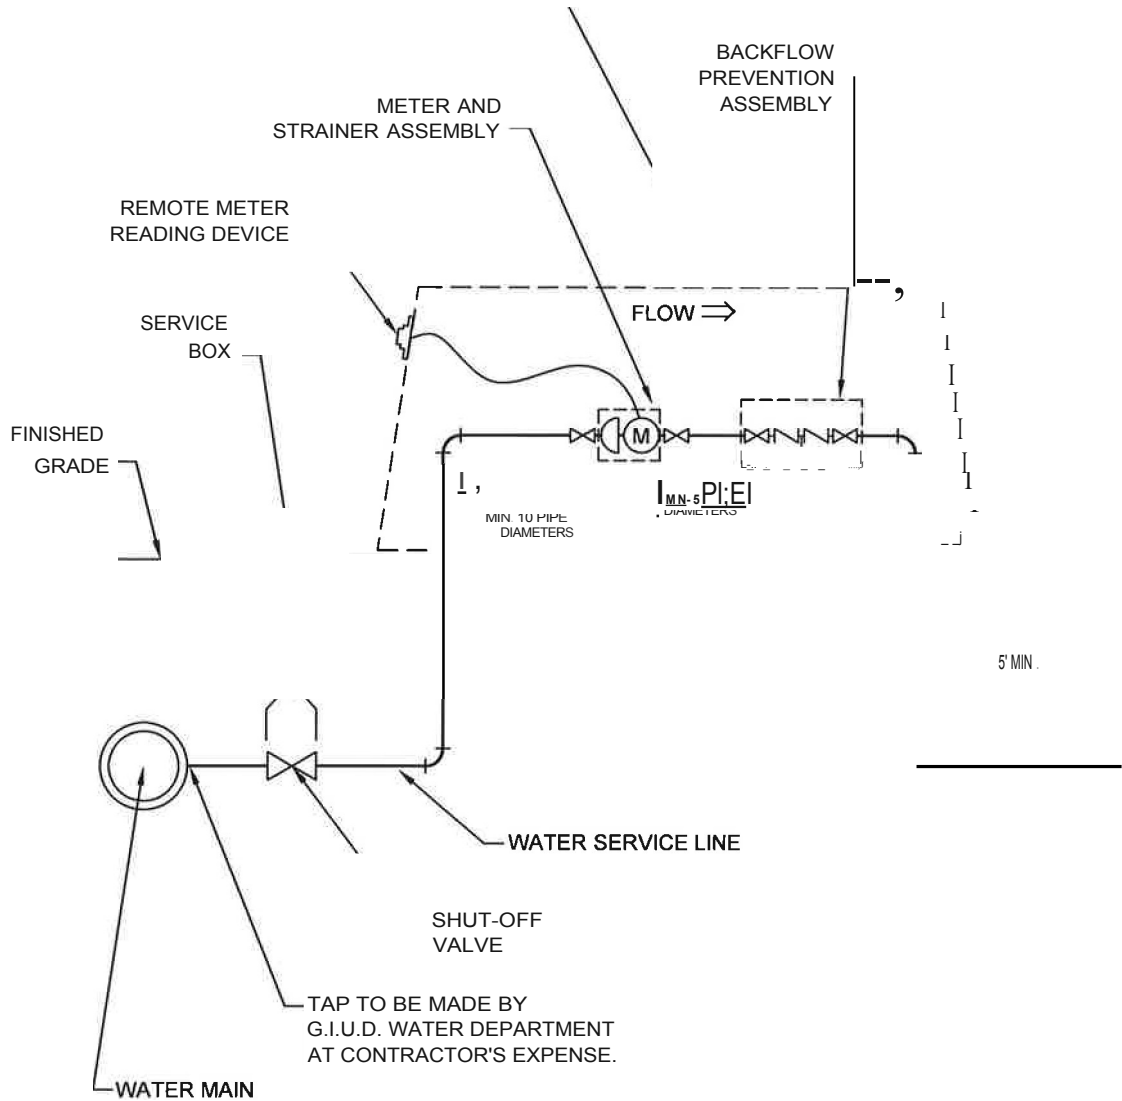 BACKFLOW
PREVENTION
ASSEMBLY
METER AND
STRAINER ASSEMBLY
REMOTE METER
READING DEVICE
FLOW
SERVICE
BOX
FINISHED
GRADE
M
MIN. 10 PIPE
DIAMETERS
DIAMETERS
5' MIN.
WATER SERVICE LINE
SHUT-OFF
VALVE
TAP TO BE MADE BY
G.I.U.D. WATER DEPARTMENT
AT CONTRACTOR'S EXPENSE.
WATER MAIN